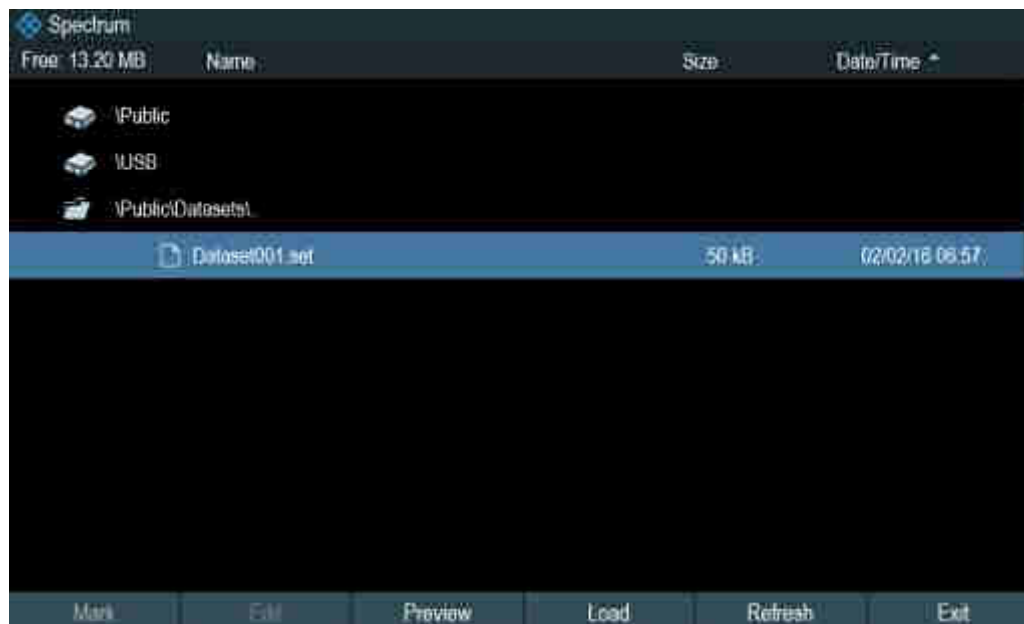 Spectrum
Free: 13.20 MB Name Size Date/Time
\Public
\USB
\Public\Datasets\..
Dataset001.set 50 kB 02/02/16 06:57
Mark Edit Preview Load Refresh Exit